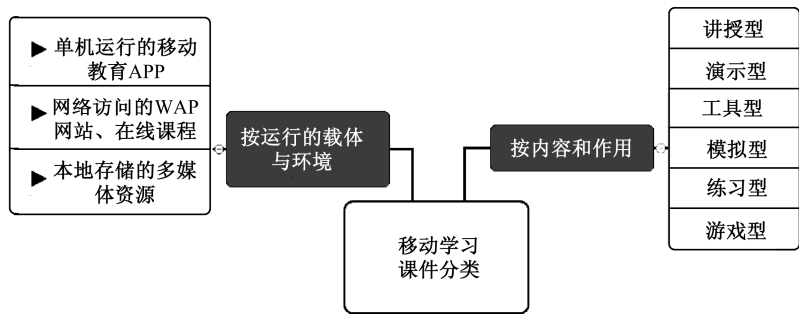 单机运行的移动
教育APP
网络访问的WAP
网站、在线课程
本地存储的多媒
体资源
按运行的载体
与环境
移动学习
课件分类
按内容和作用
讲授型
演示型
工具型
模拟型
练习型
游戏型